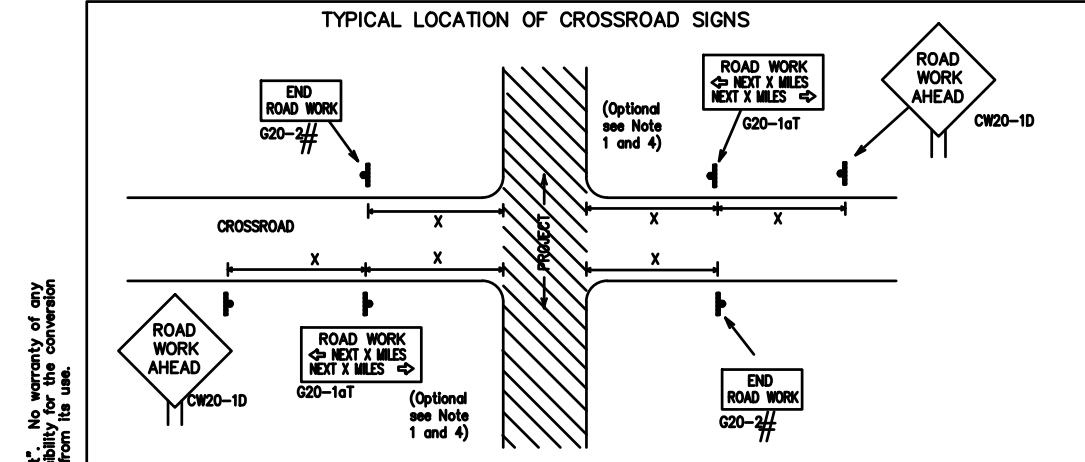 TYPICAL LOCATION OF CROSSROAD SIGNS
END
ROAD WORK
G20-2#
(Optional
see Note
1 and 4)
ROAD WORK
⇦ NEXT X MILES
NEXT X MILES ⇨
G20-1aT
ROAD
WORK
AHEAD
CW20-1D
CROSSROAD
X
X
X
PROJECT
X
X
X
ROAD
WORK
AHEAD
CW20-1D
ROAD WORK
⇦ NEXT X MILES
NEXT X MILES ⇨
G20-1aT
(Optional
see Note
1 and 4)
END
ROAD WORK
G20-2#
t". No warranty of any
sibility for the conversion
from its use.